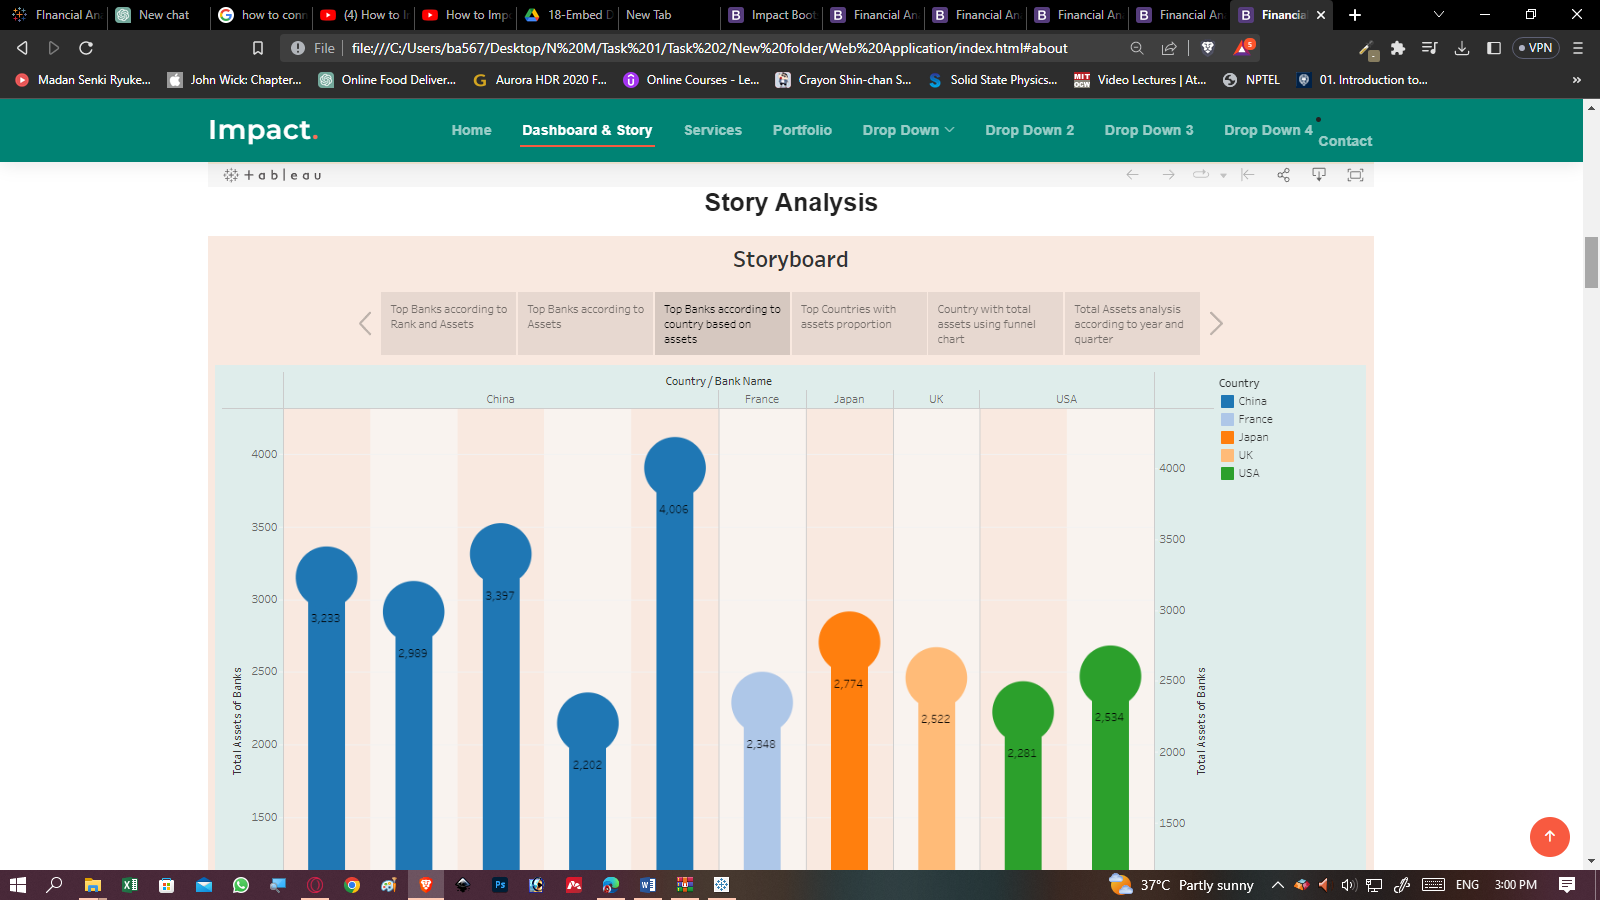 FInancial An
New chat
how to conn
(4) How to I
How to Impo
18-Embed D
New Tab
Impact Boot
Financial An
Financial An
Financial An
Financial An
Financia
File
file:///C:/Users/ba567/Desktop/N%20M/Task%201/Task%202/New%20folder/Web%20Application/index.html#about
5
VPN
Madan Senki Ryuke...
John Wick: Chapter...
Online Food Deliver...
Aurora HDR 2020 F...
Online Courses - Le...
Crayon Shin-chan S...
Solid State Physics...
MIT OCW
Video Lectures | At...
NPTEL
01. Introduction to...
»
Impact.
Home
Dashboard & Story
Services
Portfolio
Drop Down
Drop Down 2
Drop Down 3
Drop Down 4
Contact
+ a b l e a u
Story Analysis
Storyboard
Top Banks according to
Rank and Assets
Top Banks according to
Assets
Top Banks according to
country based on
assets
Top Countries with
assets proportion
Country with total
assets using funnel
chart
Total Assets analysis
according to year and
quarter
Country / Bank Name
China
France
Japan
UK
USA
Country
China
France
Japan
UK
USA
4000
3500
3000
2500
2000
1500
Total Assets of Banks
3,233
2,989
3,397
2,202
4,006
2,348
2,774
2,522
2,281
2,534
4000
3500
3000
2500
2000
1500
Total Assets of Banks
37°C Partly sunny
ENG
3:00 PM